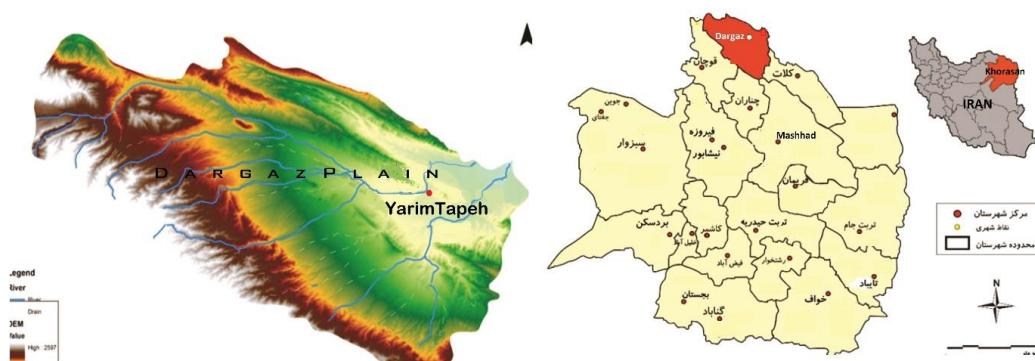 DARGAZ PLAIN
YarimTapeh
Legend
River
River
Drain
DEM
Value
High : 2597
Dargaz
قوچان
کلات
جوین
جغتای
چناران
سبزوار
فیروزه
نیشابور
Mashhad
فریمان
بردسکن
خلیل آباد
کاشمر
تربت حیدریه
تربت جام
فیض آباد
رشتخوار
تایباد
بجستان
گناباد
خواف
Khorasan
IRAN
مرکز شهرستان
نقاط شهری
محدوده شهرستان
N